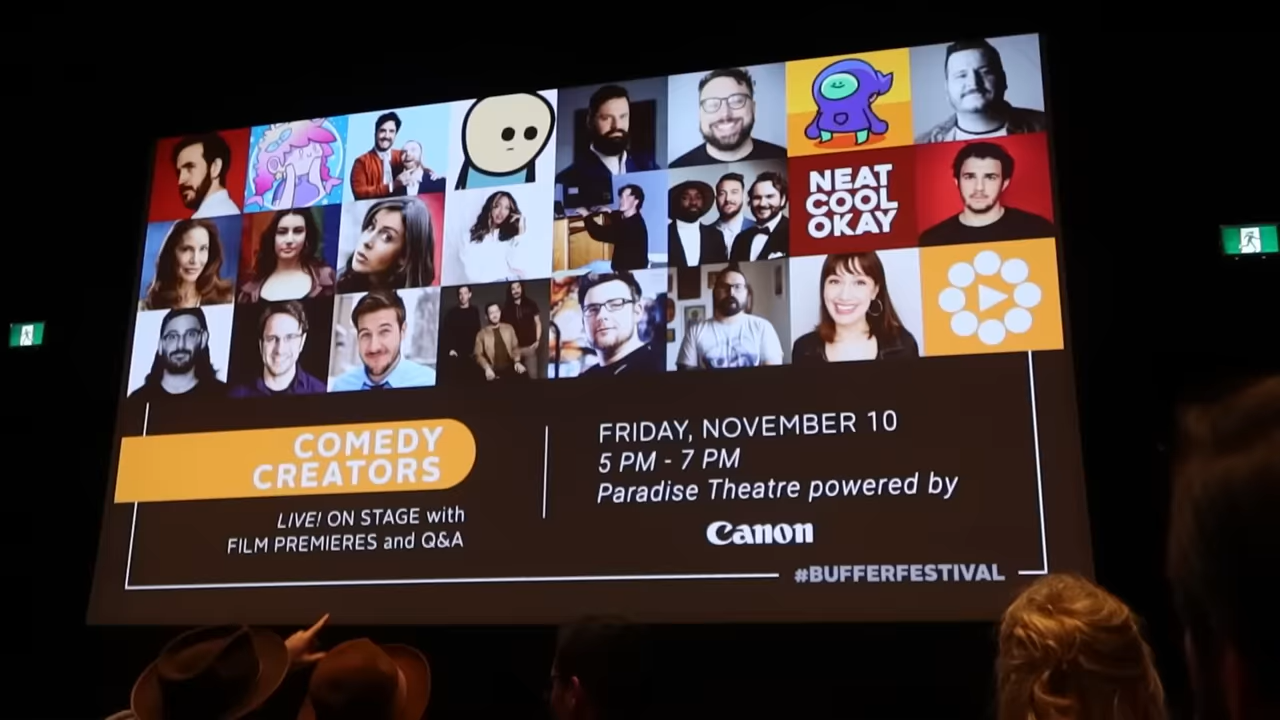 NEAT
COOL
OKAY
COMEDY
CREATORS
LIVE! ON STAGE with
FILM PREMIERES and Q&A
FRIDAY, NOVEMBER 10
5 PM - 7 PM
Paradise Theatre powered by
Canon
#BUFFERFESTIVAL